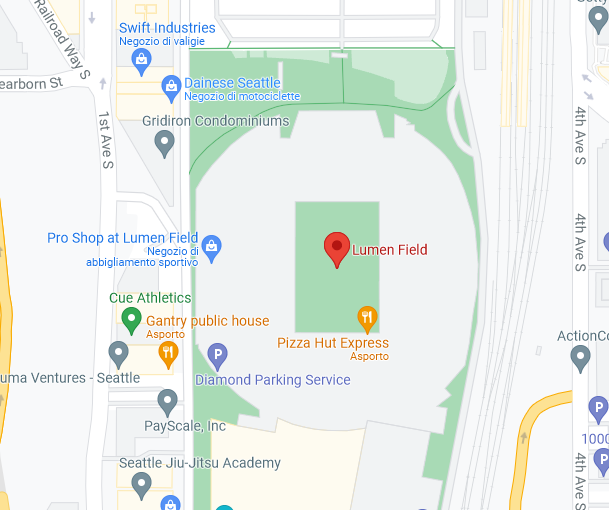 Railroad Way S
Swift Industries
Negozio di valigie
Dainese Seattle
Negozio di motociclette
earborn St
Gridiron Condominiums
1st Ave S
4th Ave S
4th Ave S
Pro Shop at Lumen Field
Negozio di
abbigliamento sportivo
Lumen Field
Cue Athletics
Gantry public house
Asporto
Pizza Hut Express
Asporto
ActionCo
uma Ventures - Seattle
P
Diamond Parking Service
PayScale, Inc
P
1000
P
Seattle Jiu-Jitsu Academy
4th Ave S